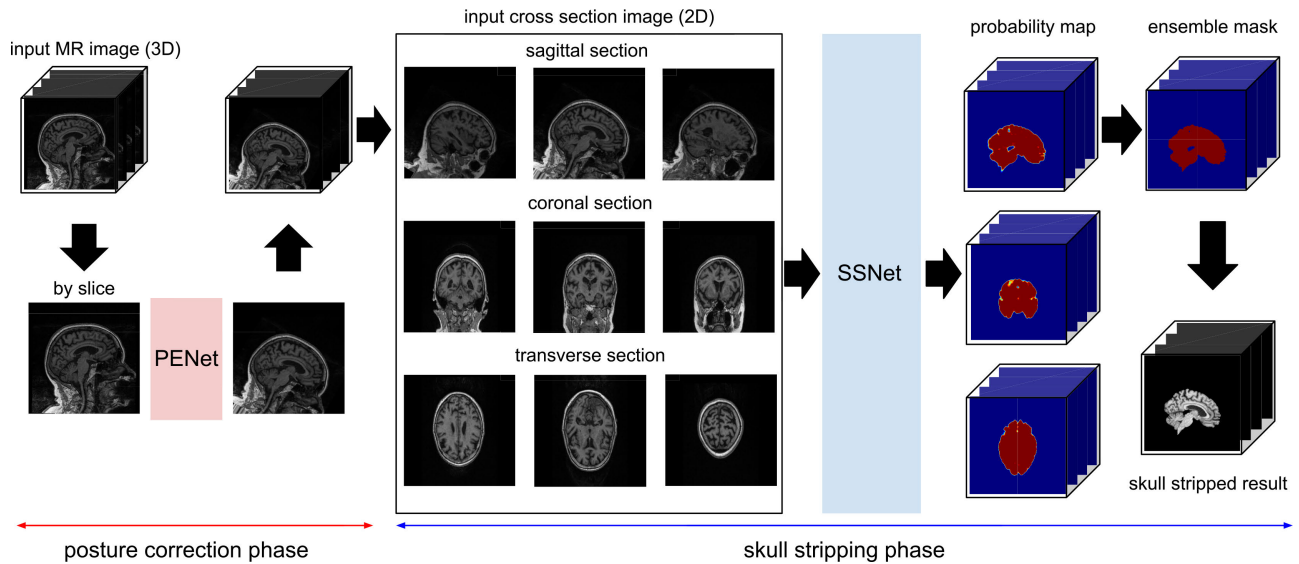 input MR image (3D)
by slice
PENet
posture correction phase
input cross section image (2D)
sagittal section
coronal section
transverse section
SSNet
probability map
ensemble mask
skull stripped result
skull stripping phase